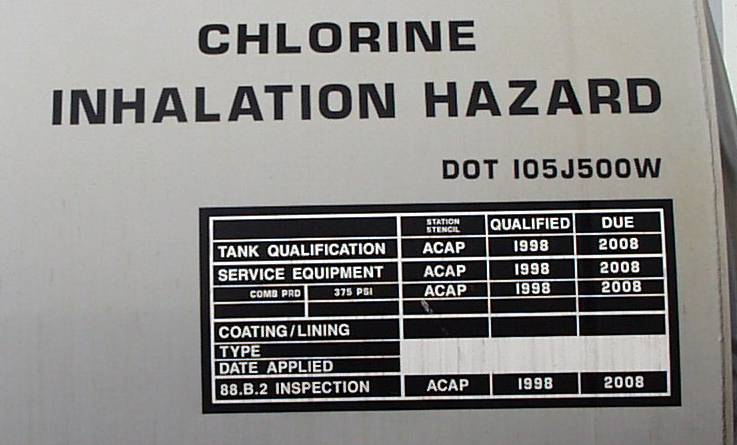 CHLORINE
INHALATION HAZARD
DOT 105J500W
STATION STENCIL QUALIFIED DUE
TANK QUALIFICATION ACAP 1998 2008
SERVICE EQUIPMENT ACAP 1998 2008
COMB PRD 375 PSI ACAP 1998 2008
COATING/LINING
TYPE
DATE APPLIED
88.B.2 INSPECTION ACAP 1998 2008